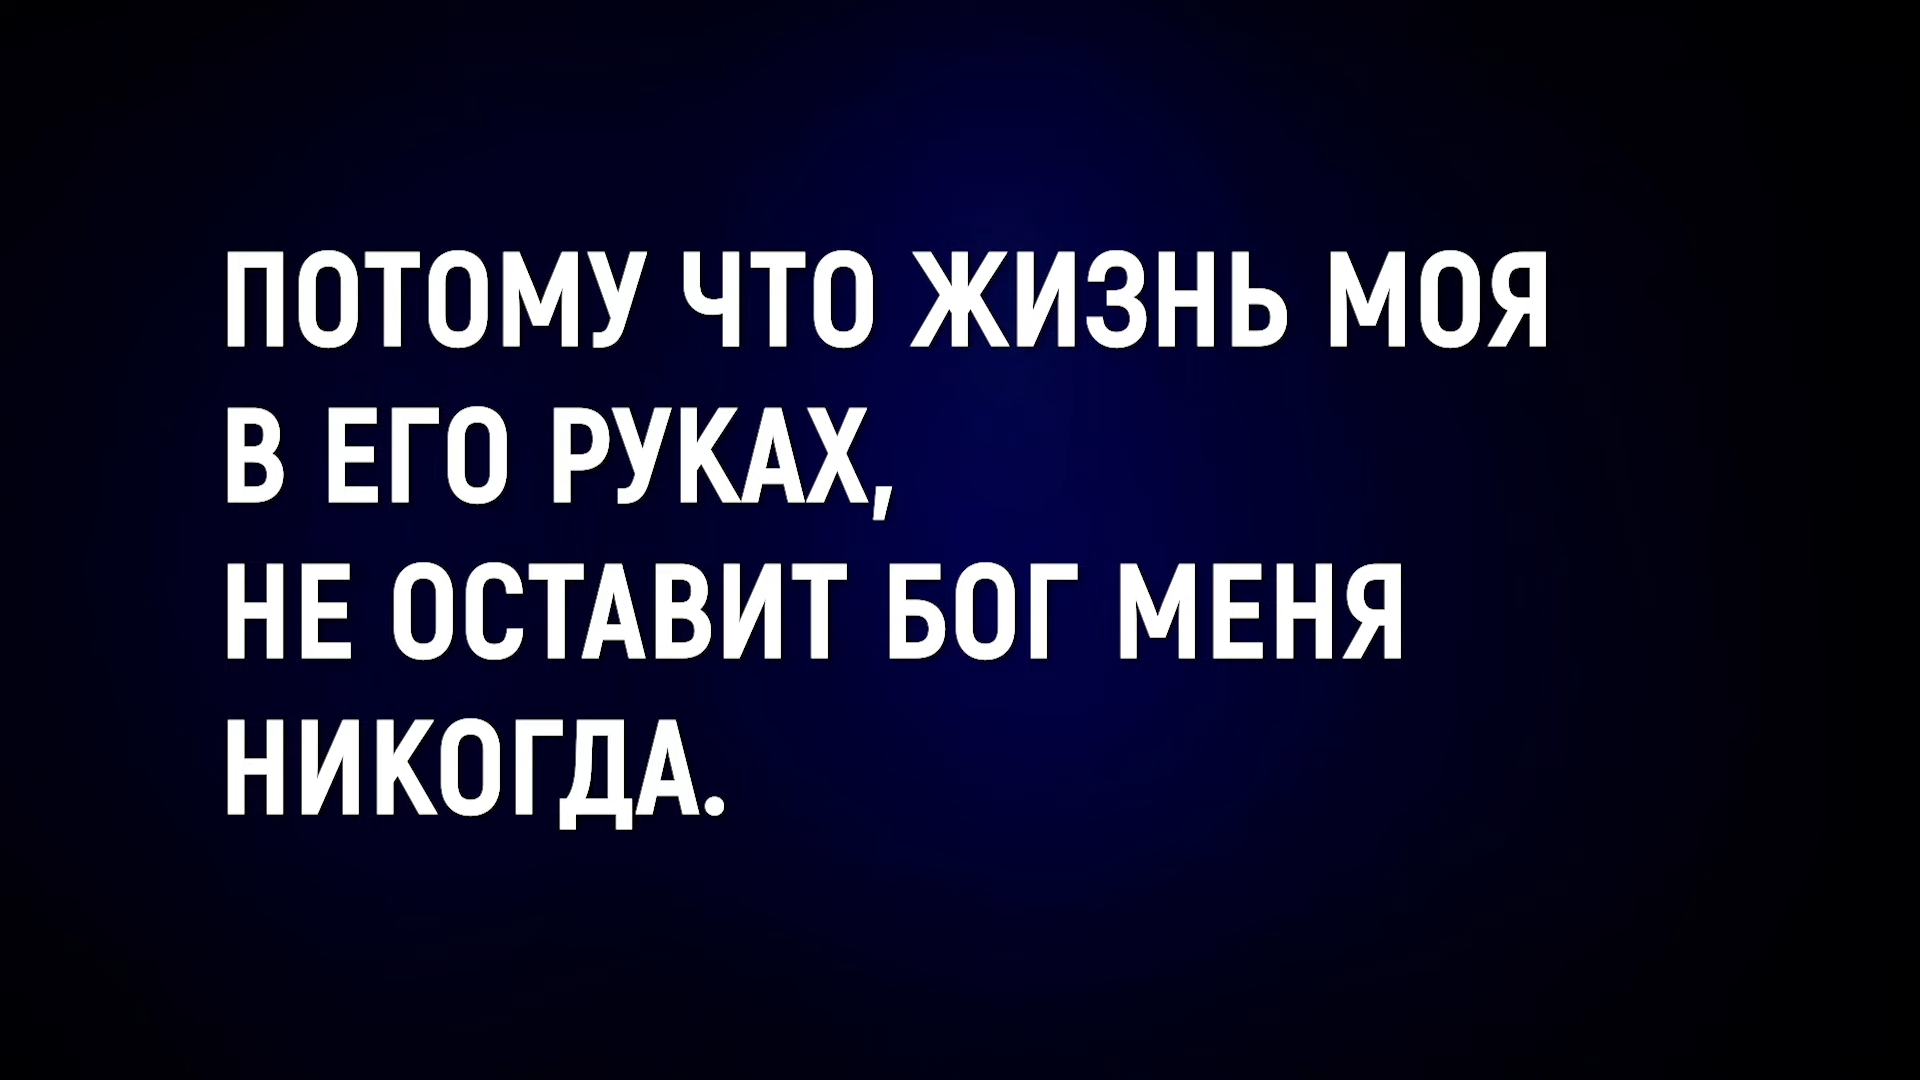 ПОТОМУ ЧТО ЖИЗНЬ МОЯ
В ЕГО РУКАХ,
НЕ ОСТАВИТ БОГ МЕНЯ
НИКОГДА.